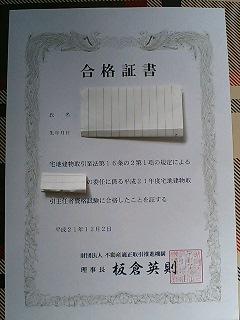 合格証書
氏名
生年月日
宅地建物取引業法第16条の2第1項の規定による
の委任に係る平成21年度宅地建物取
引主任者資格試験に合格したことを証する
平成21年12月2日
財団法人 不動産適正取引推進機構
理事長 板倉英則